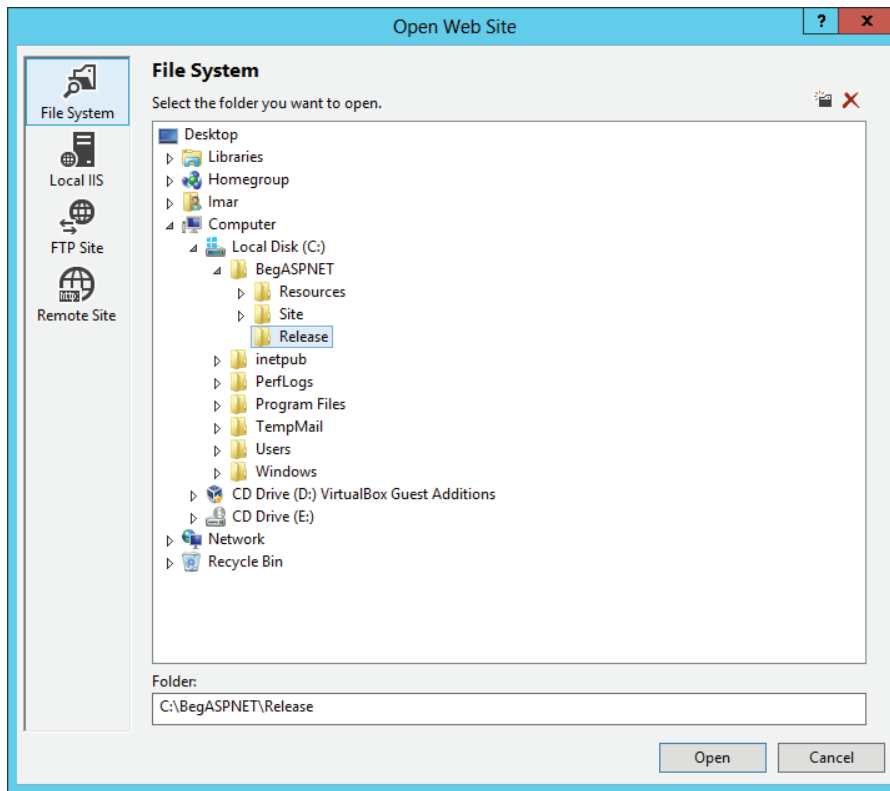 Open Web Site
?
x
File System
Local IIS
FTP Site
http
Remote Site
File System
Select the folder you want to open.
Desktop
Libraries
Homegroup
Imar
Computer
Local Disk (C:)
BegASPNET
Resources
Site
Release
inetpub
PerfLogs
Program Files
TempMail
Users
Windows
CD Drive (D:) VirtualBox Guest Additions
CD Drive (E:)
Network
Recycle Bin
Folder:
C:\BegASPNET\Release
Open
Cancel